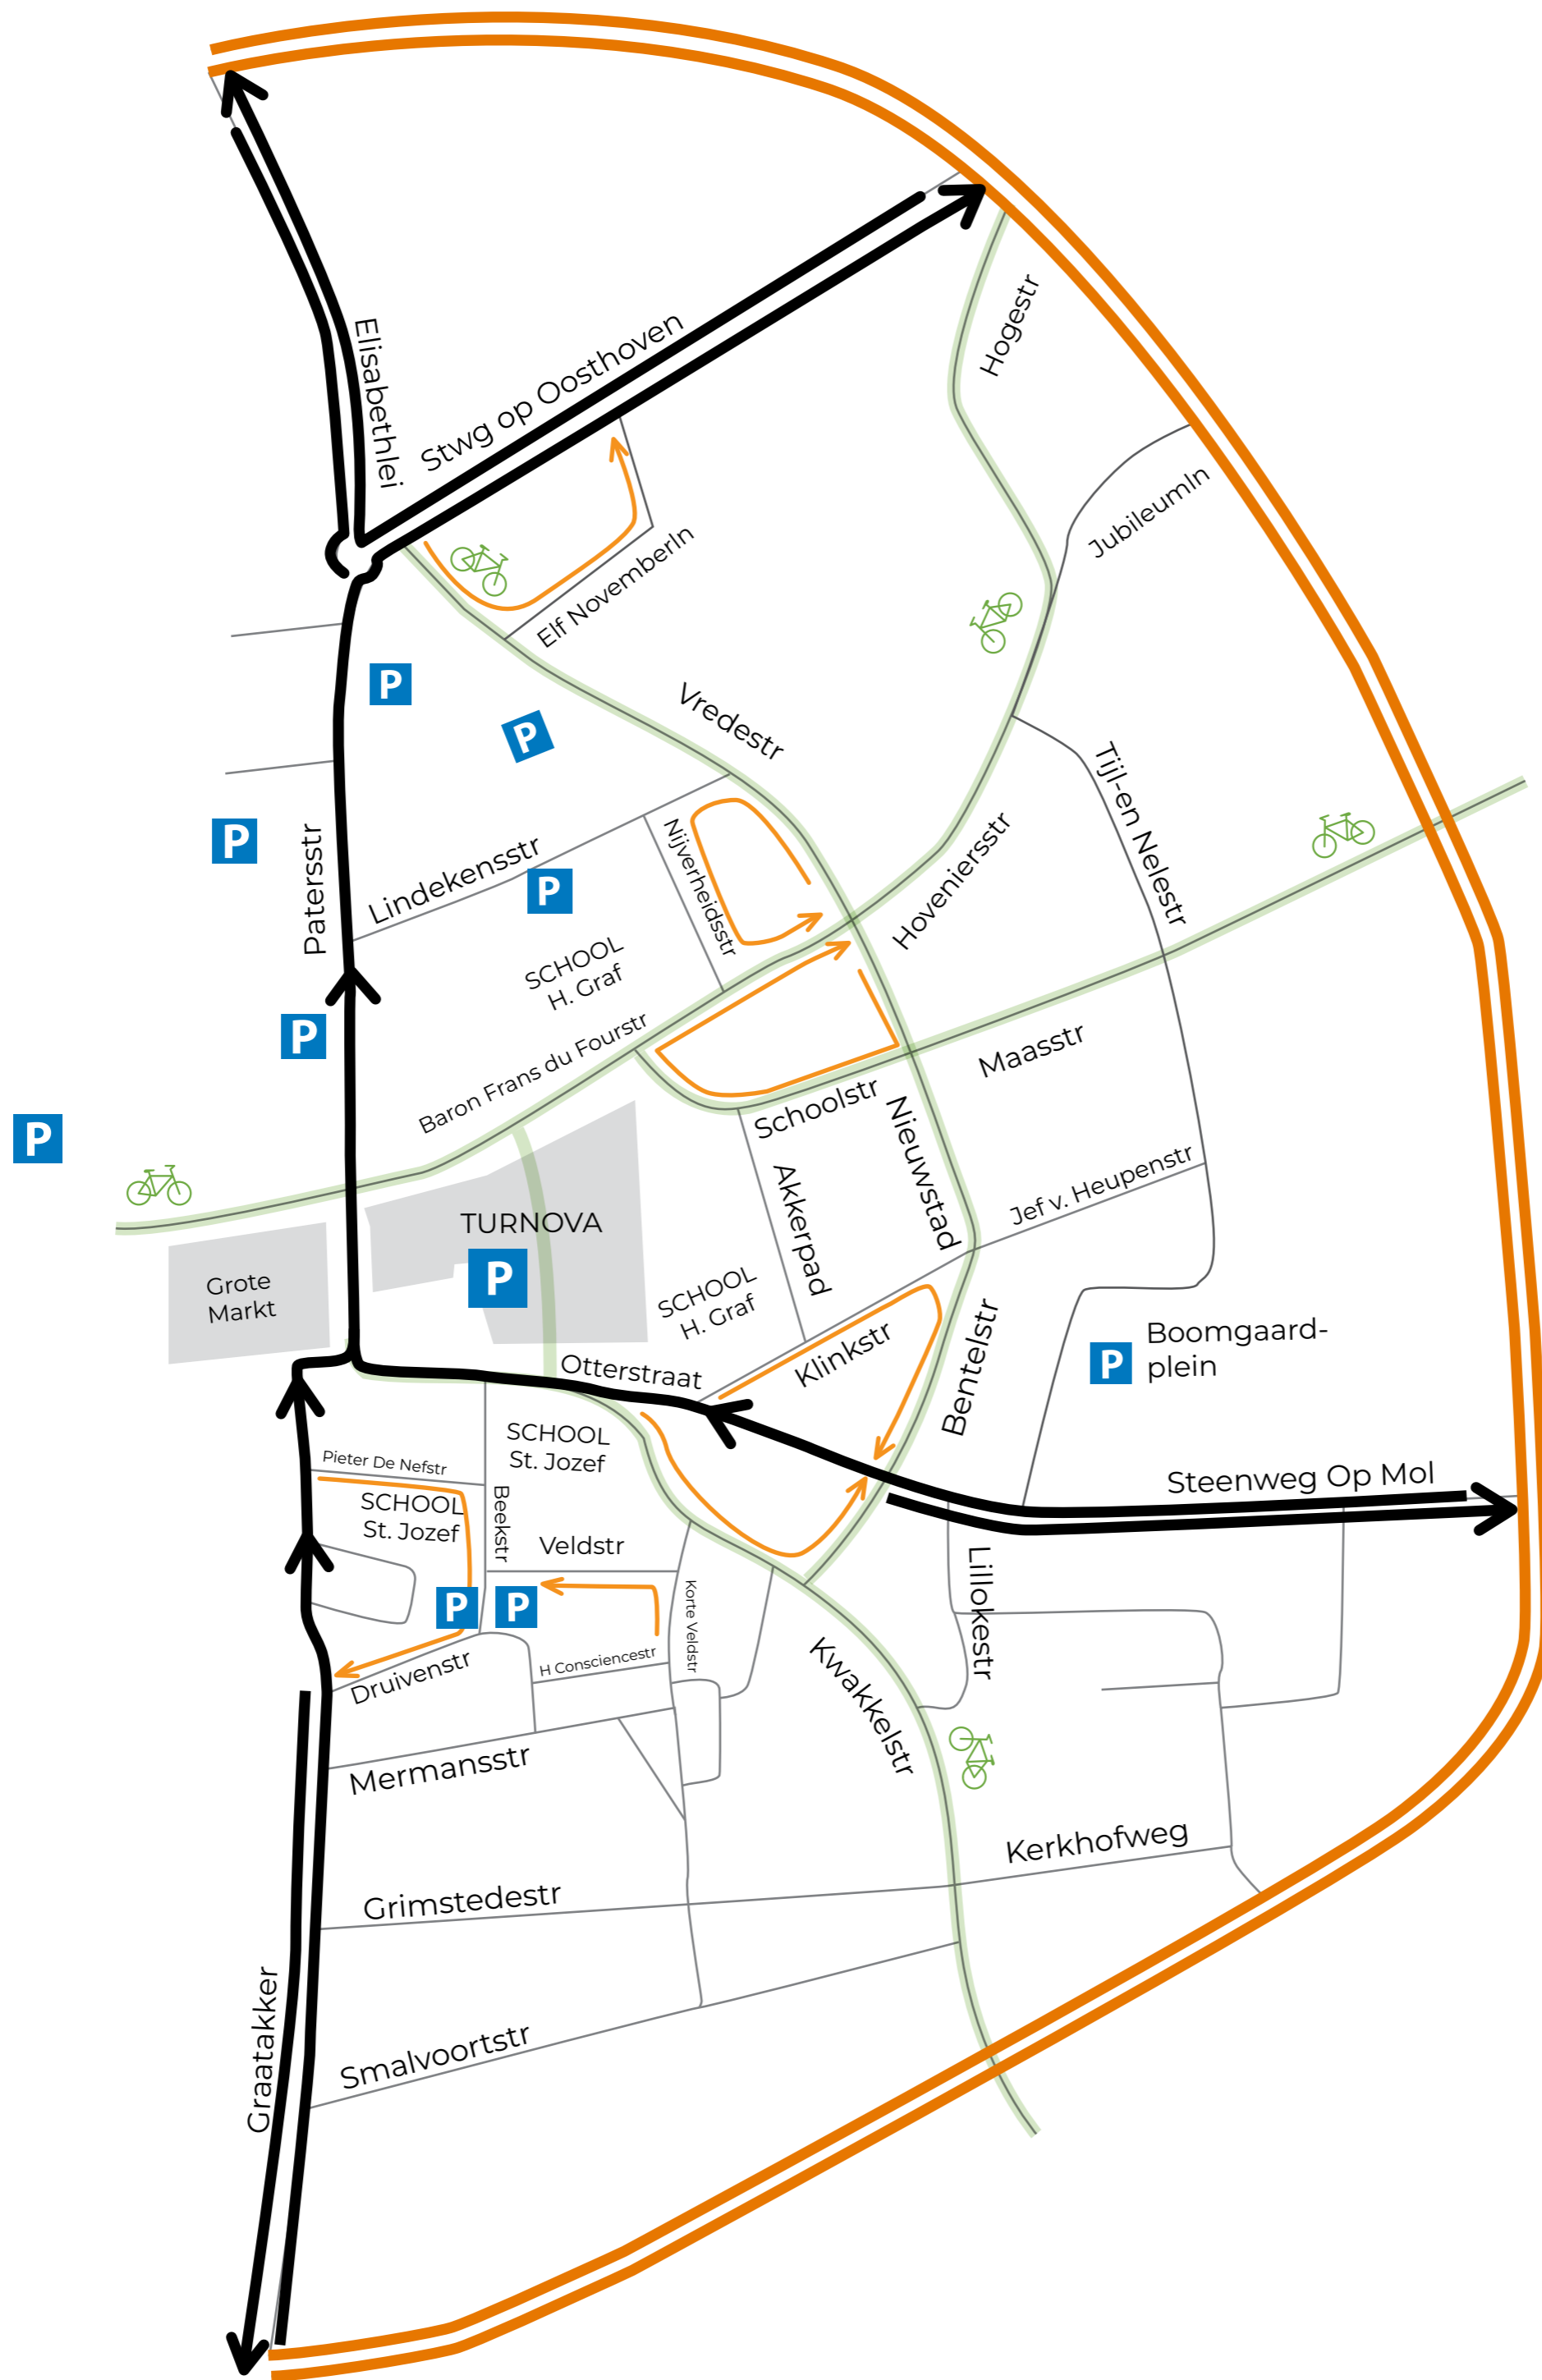 Elisabethlei
Stwg op Oosthoven
Hogestr
Jubileumln
Elf Novemberln
P
P
Vredestr
Tijl-en Nelestr
P
Patersstr
Lindekensstr
P
Nijverheidsstr
Hoveniersstr
SCHOOL
H. Graf
P
Baron Frans du Fourstr
Maasstr
Schoolstr
P
Nieuwstad
Akkerpad
Jef v. Heupenstr
TURNOVA
P
Grote
Markt
SCHOOL
H. Graf
Klinkstr
Bentelstr
P
Boomgaard-
plein
Otterstraat
SCHOOL
St. Jozef
Pieter De Nefstr
SCHOOL
St. Jozef
Beekstr
Steenweg Op Mol
Veldstr
Lillokestr
P
P
Korte Veldstr
H Consciencestr
Druivenstr
Kwakkelstr
Mermansstr
Kerkhofweg
Grimstedestr
Graatakker
Smalvoortstr